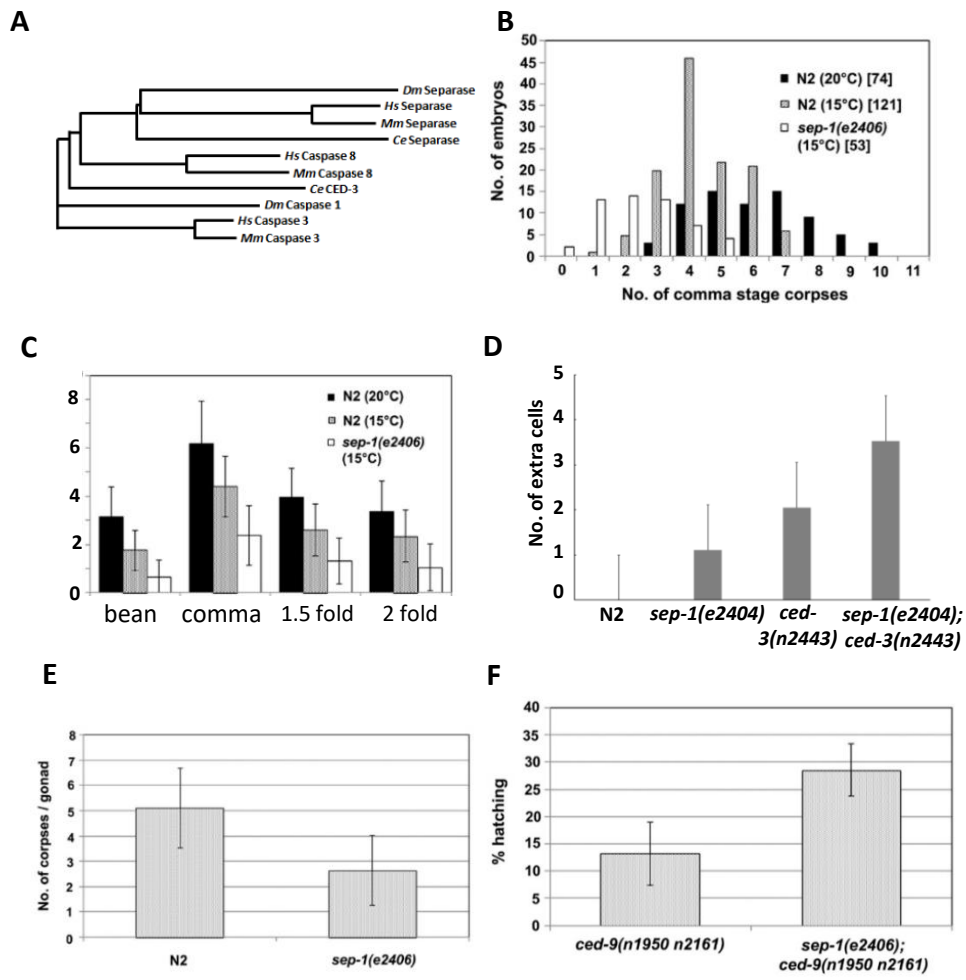 A
Dm Separase
Hs Separase
Mm Separase
Ce Separase
Hs Caspase 8
Mm Caspase 8
Ce CED-3
Dm Caspase 1
Hs Caspase 3
Mm Caspase 3
B
No. of embryos
50
45
40
35
30
25
20
15
10
5
0
N2 (20°C) [74]
N2 (15°C) [121]
sep-1(e2406)
(15°C) [53]
0 1 2 3 4 5 6 7 8 9 10 11
No. of comma stage corpses
C
8
6
4
2
0
N2 (20°C)
N2 (15°C)
sep-1(e2406)
(15°C)
bean comma 1.5 fold 2 fold
D
No. of extra cells
5
4
3
2
1
0
N2 sep-1(e2404) ced- sep-1(e2404);
3(n2443) ced-3(n2443)
E
No. of corpses / gonad
8
7
6
5
4
3
2
1
0
N2 sep-1(e2406)
F
% hatching
40
35
30
25
20
15
10
5
0
ced-9(n1950 n2161) sep-1(e2406);
ced-9(n1950 n2161)